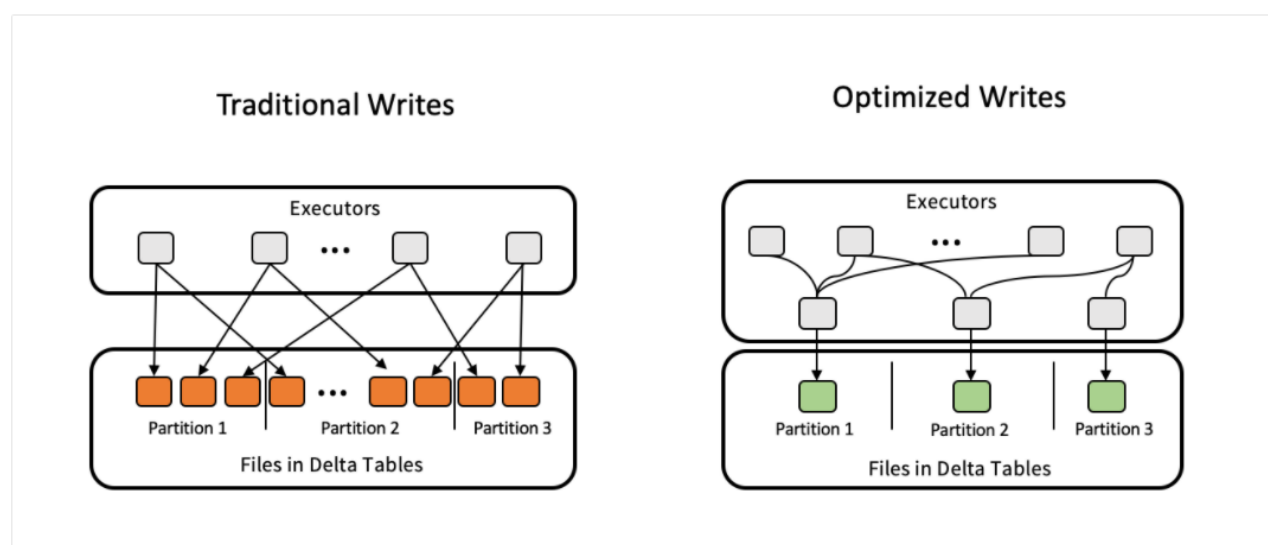 Traditional Writes
Executors
•••
•••
Partition 1
Partition 2
Partition 3
Files in Delta Tables
Optimized Writes
Executors
•••
Partition 1
Partition 2
Partition 3
Files in Delta Tables